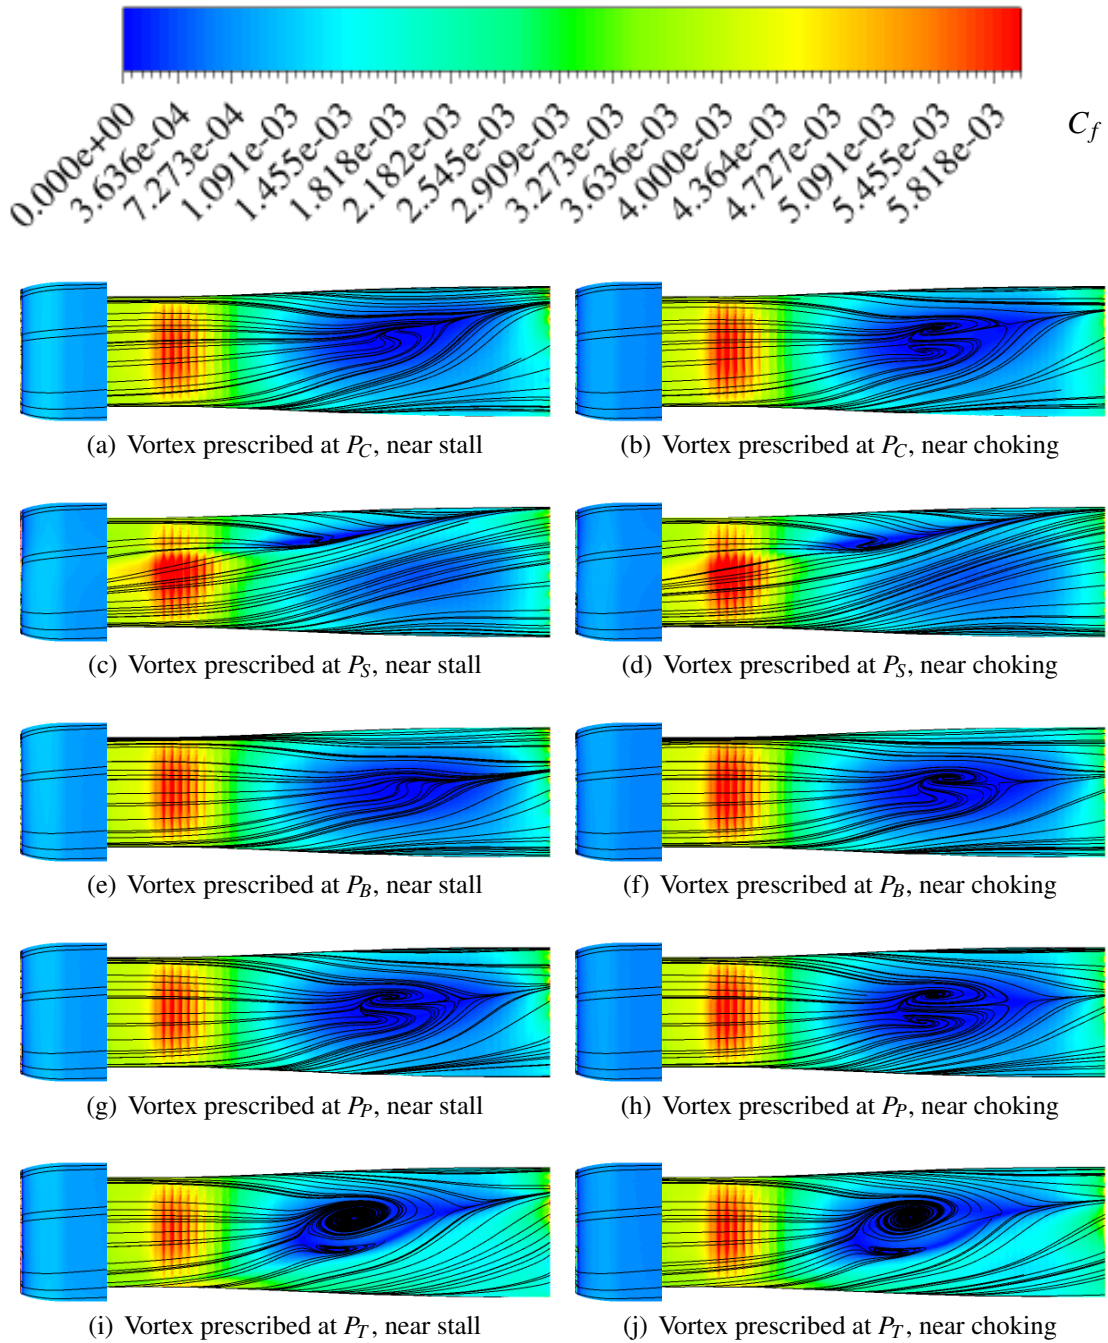 0.000e+00
3.636e-04
7.273e-04
1.091e-03
1.455e-03
1.818e-03
2.182e-03
2.545e-03
2.909e-03
3.273e-03
3.636e-03
4.000e-03
4.364e-03
4.727e-03
5.091e-03
5.455e-03
5.818e-03
C_f
(a) Vortex prescribed at P_C, near stall
(b) Vortex prescribed at P_C, near choking
(c) Vortex prescribed at P_S, near stall
(d) Vortex prescribed at P_S, near choking
(e) Vortex prescribed at P_B, near stall
(f) Vortex prescribed at P_B, near choking
(g) Vortex prescribed at P_P, near stall
(h) Vortex prescribed at P_P, near choking
(i) Vortex prescribed at P_T, near stall
(j) Vortex prescribed at P_T, near choking